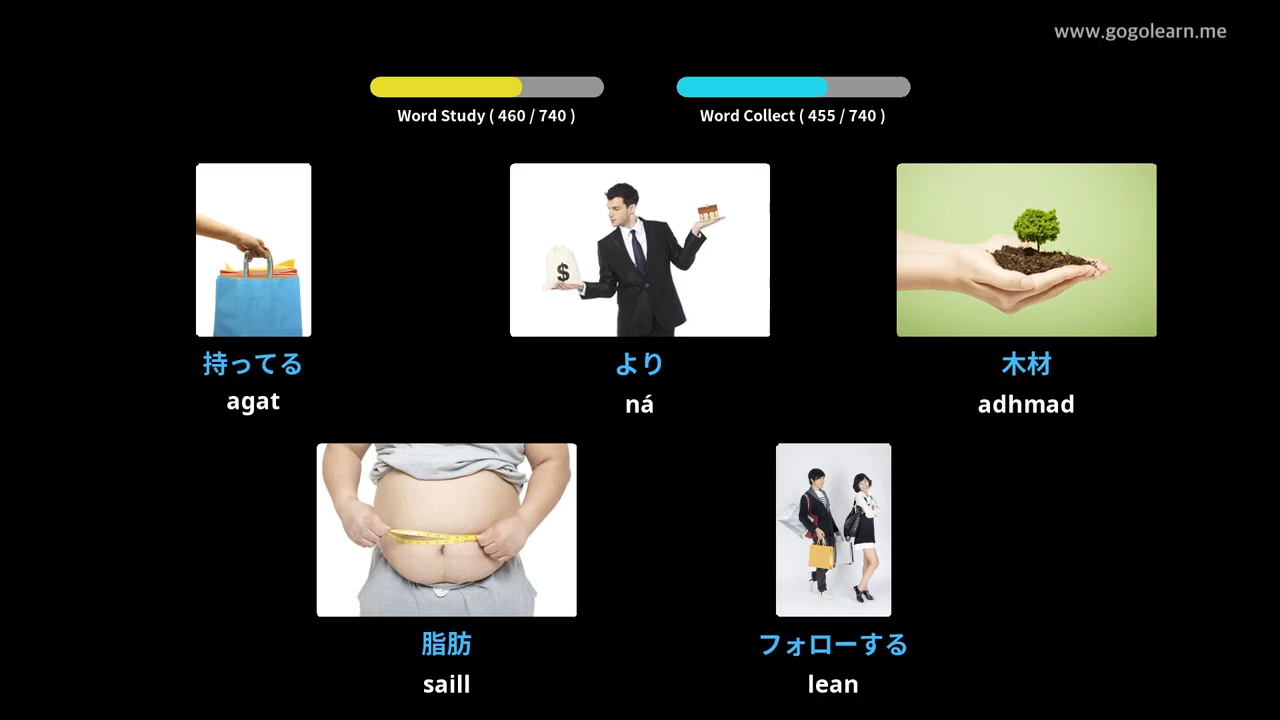 www.gogolearn.me
Word Study ( 460 / 740 )
Word Collect ( 455 / 740 )
$
持ってる
agat
より
ná
木材
adhmad
脂肪
saill
フォローする
lean